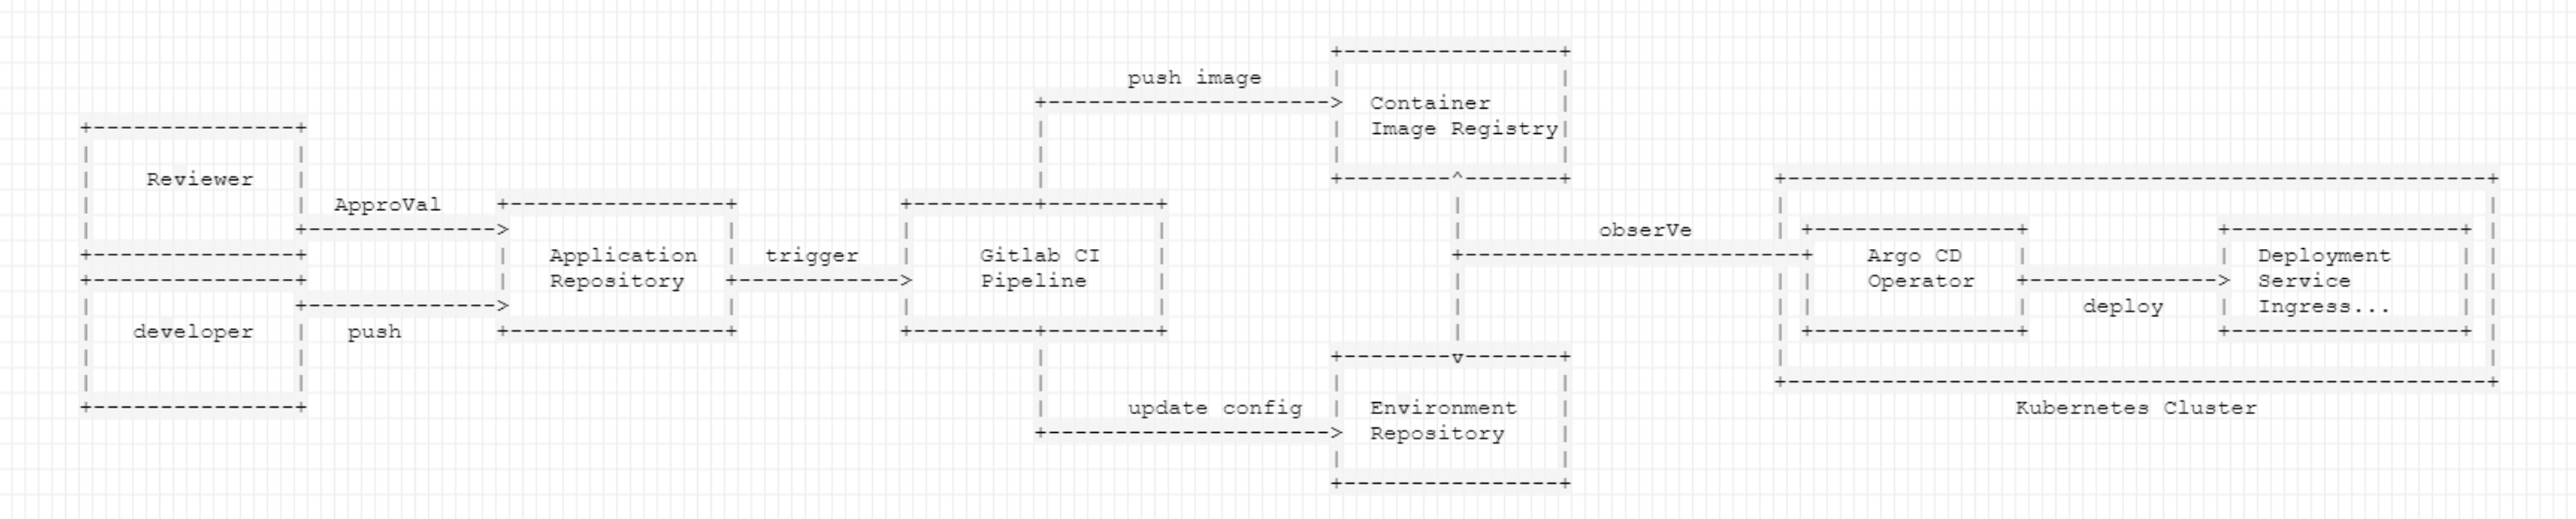 push image
Container
Image Registry
Reviewer
ApproVal
observe
Application
Repository
trigger
Gitlab CI
Pipeline
Argo CD
Operator
Deployment
Service
Ingress...
deploy
developer
push
update config
Environment
Repository
Kubernetes Cluster